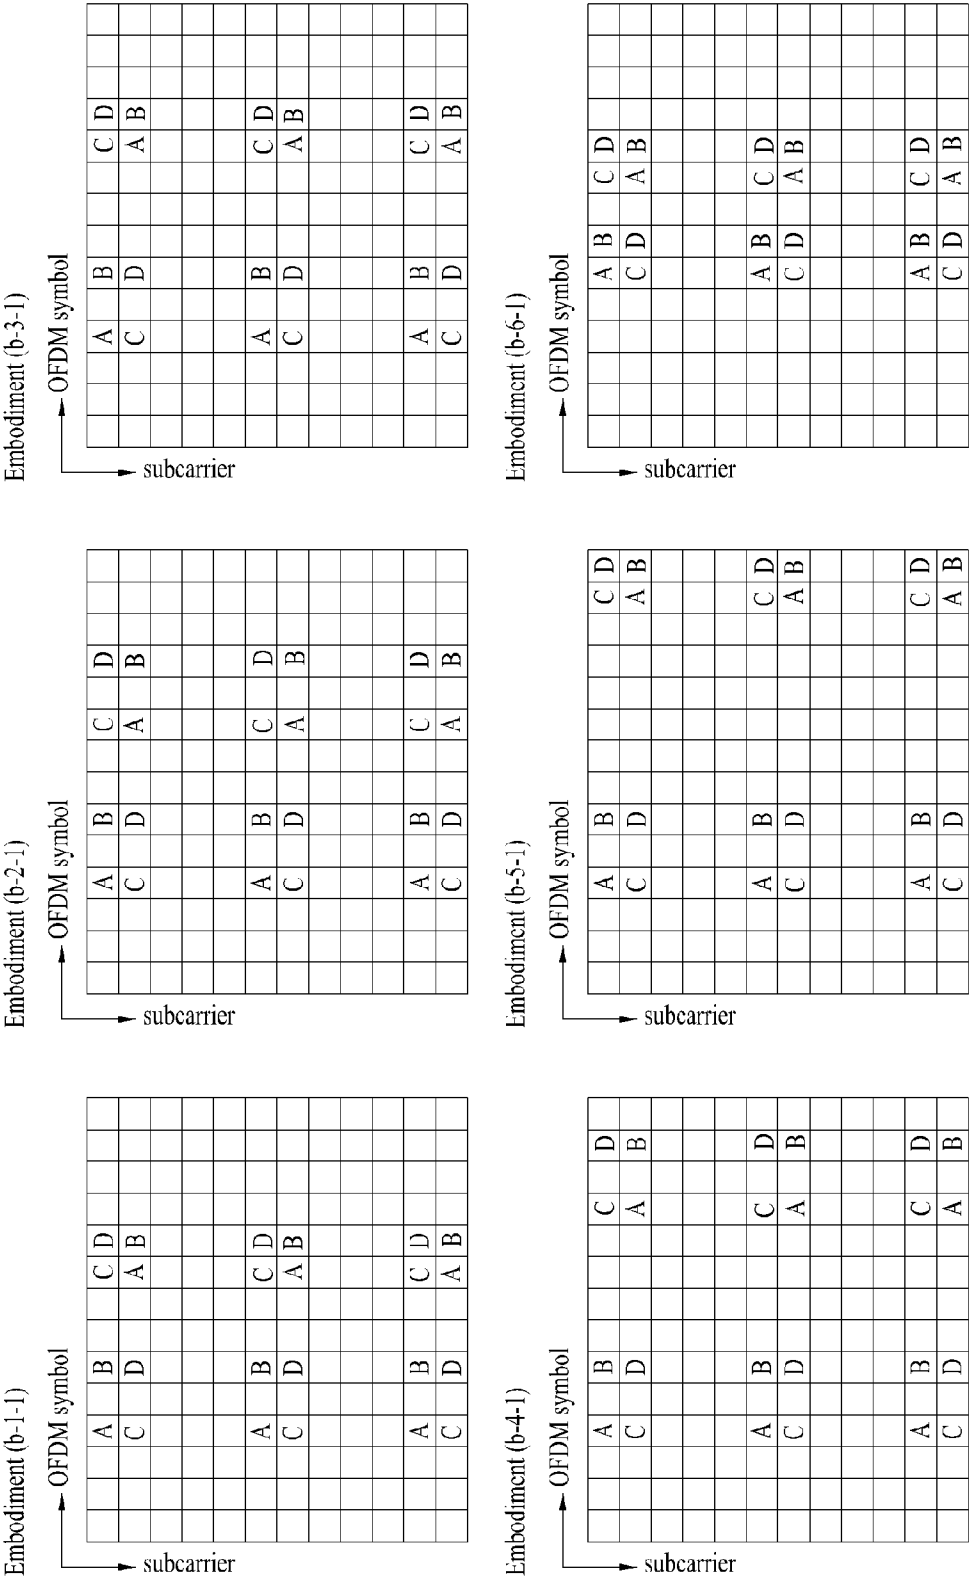 Embodiment (b-1-1)
OFDM symbol
subcarrier
A B C D
C D A B
A B C D
C D A B
A B C D
C D A B
Embodiment (b-2-1)
OFDM symbol
subcarrier
A B C D
C D A B
A B C D
C D A B
A B C D
C D A B
Embodiment (b-3-1)
OFDM symbol
subcarrier
A B C D
C D A B
A B C D
C D A B
A B C D
C D A B
Embodiment (b-4-1)
OFDM symbol
subcarrier
A B C D
C D A B
A B C D
C D A B
A B C D
C D A B
Embodiment (b-5-1)
OFDM symbol
subcarrier
A B C D
C D A B
A B C D
C D A B
A B C D
C D A B
Embodiment (b-6-1)
OFDM symbol
subcarrier
A B C D
C D A B
A B C D
C D A B
A B C D
C D A B